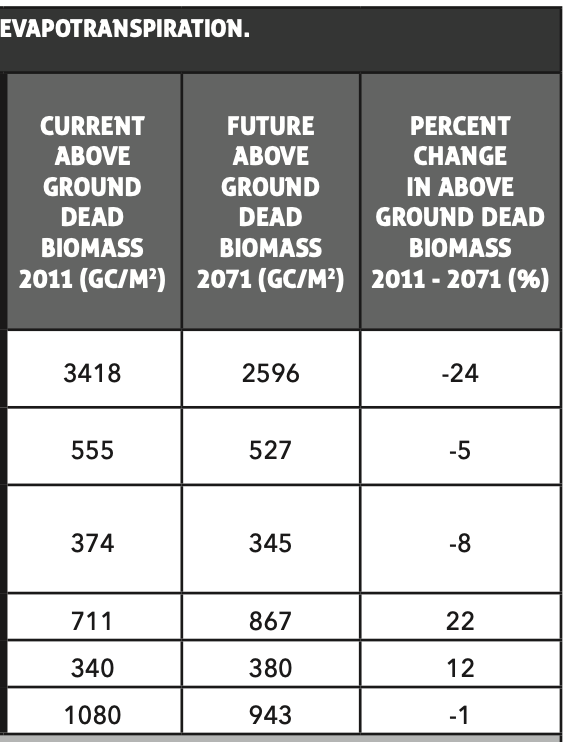 EVAPOTRANSPIRATION.
CURRENT ABOVE GROUND DEAD BIOMASS 2011 (GC/M²) FUTURE ABOVE GROUND DEAD BIOMASS 2071 (GC/M²) PERCENT CHANGE IN ABOVE GROUND DEAD BIOMASS 2011 - 2071 (%)
3418 2596 -24
555 527 -5
374 345 -8
711 867 22
340 380 12
1080 943 -1